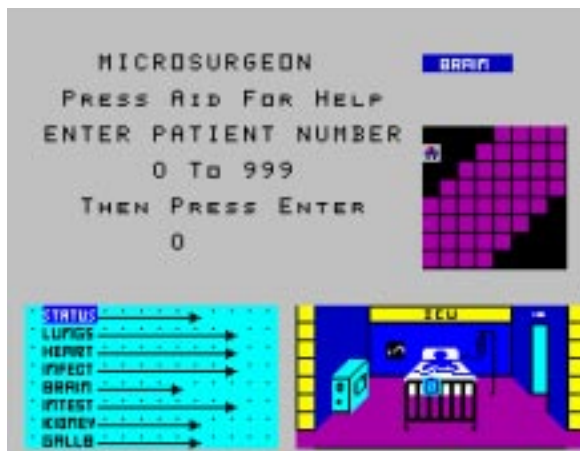 MICROSURGEON
PRESS AID FOR HELP
ENTER PATIENT NUMBER
0 TO 999
THEN PRESS ENTER
0
BRAIN
STATUS
LUNGS
HEART
INFECT
BRAIN
INTEST
KIDNEY
GALLB
ICU